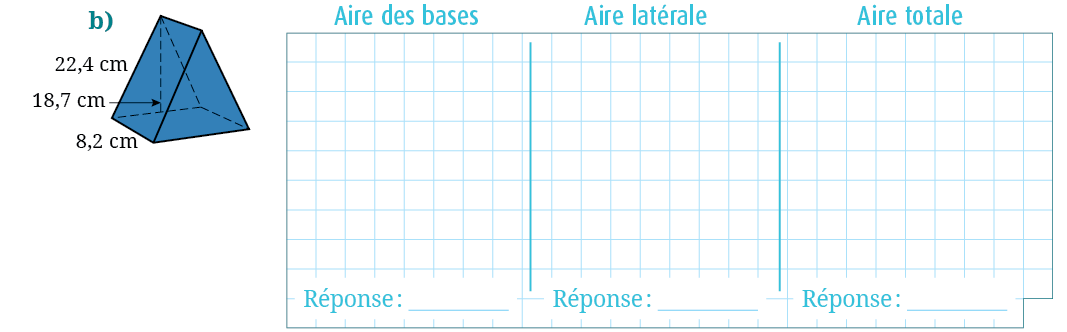 b)
22,4 cm
18,7 cm
8,2 cm
Aire des bases
Aire latérale
Aire totale
Réponse :
Réponse :
Réponse :